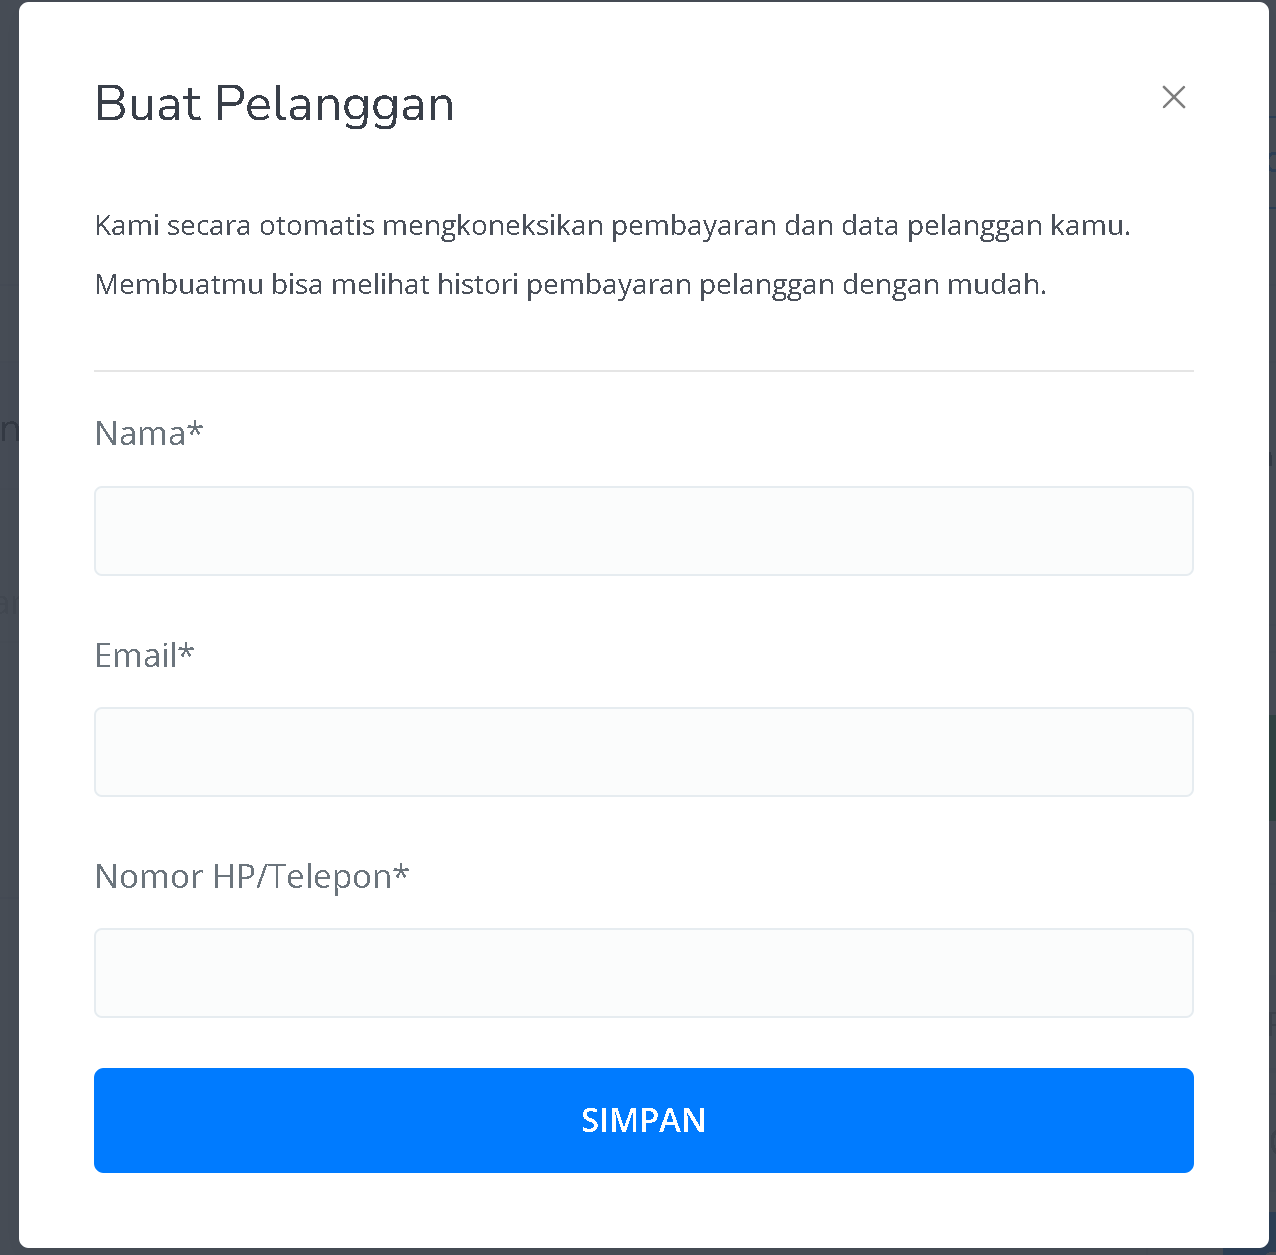 Buat Pelanggan
Kami secara otomatis mengkoneksikan pembayaran dan data pelanggan kamu.
Membuatmu bisa melihat histori pembayaran pelanggan dengan mudah.
Nama*
Email*
Nomor HP/Telepon*
SIMPAN